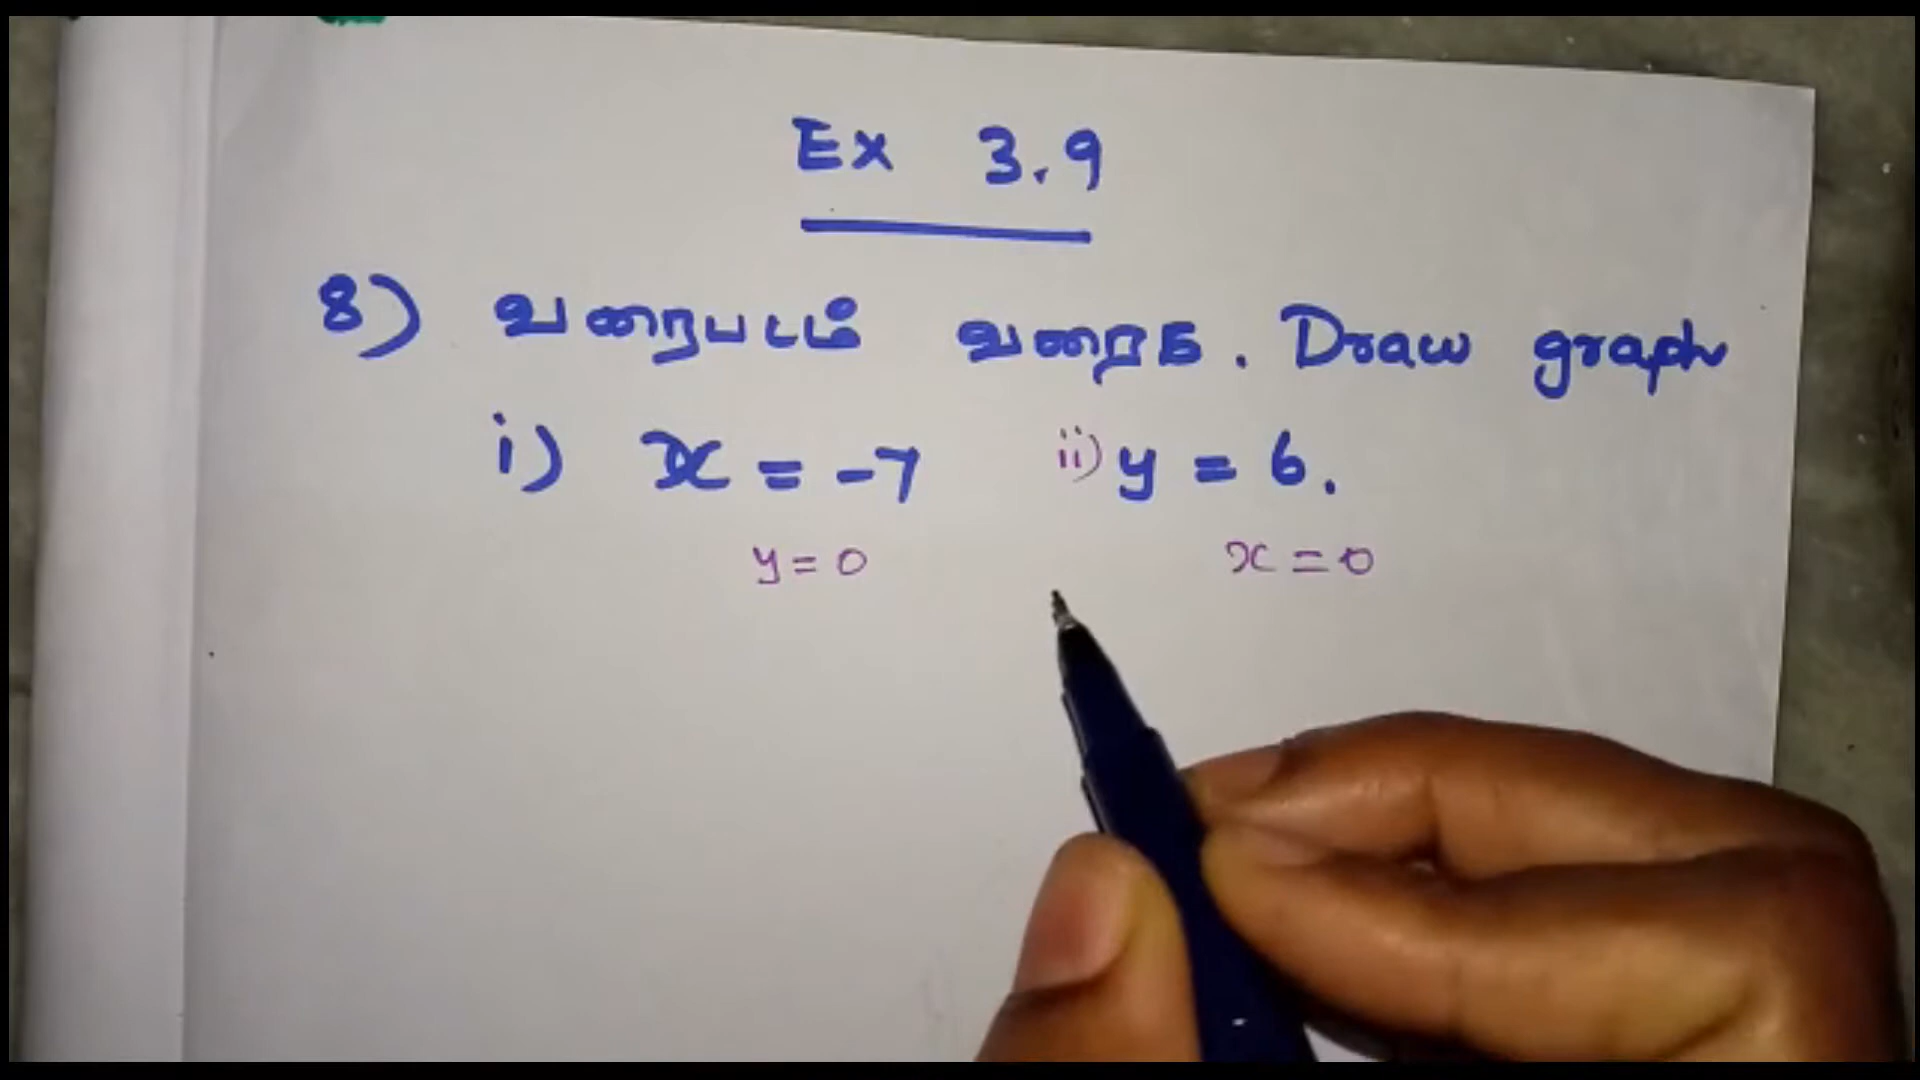 Ex 3.9
8) வரைபடம் வரைக. Draw graph
i) x = -7 ii) y = 6.
y = 0 x = 0